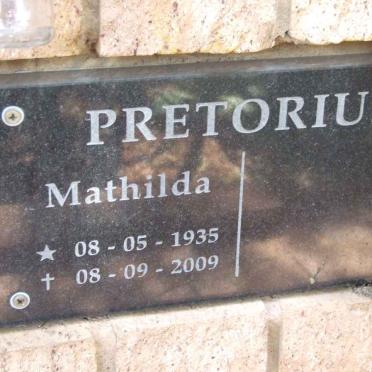 PRETORIU
Mathilda
★ 08 - 05 - 1935
✝ 08 - 09 - 2009